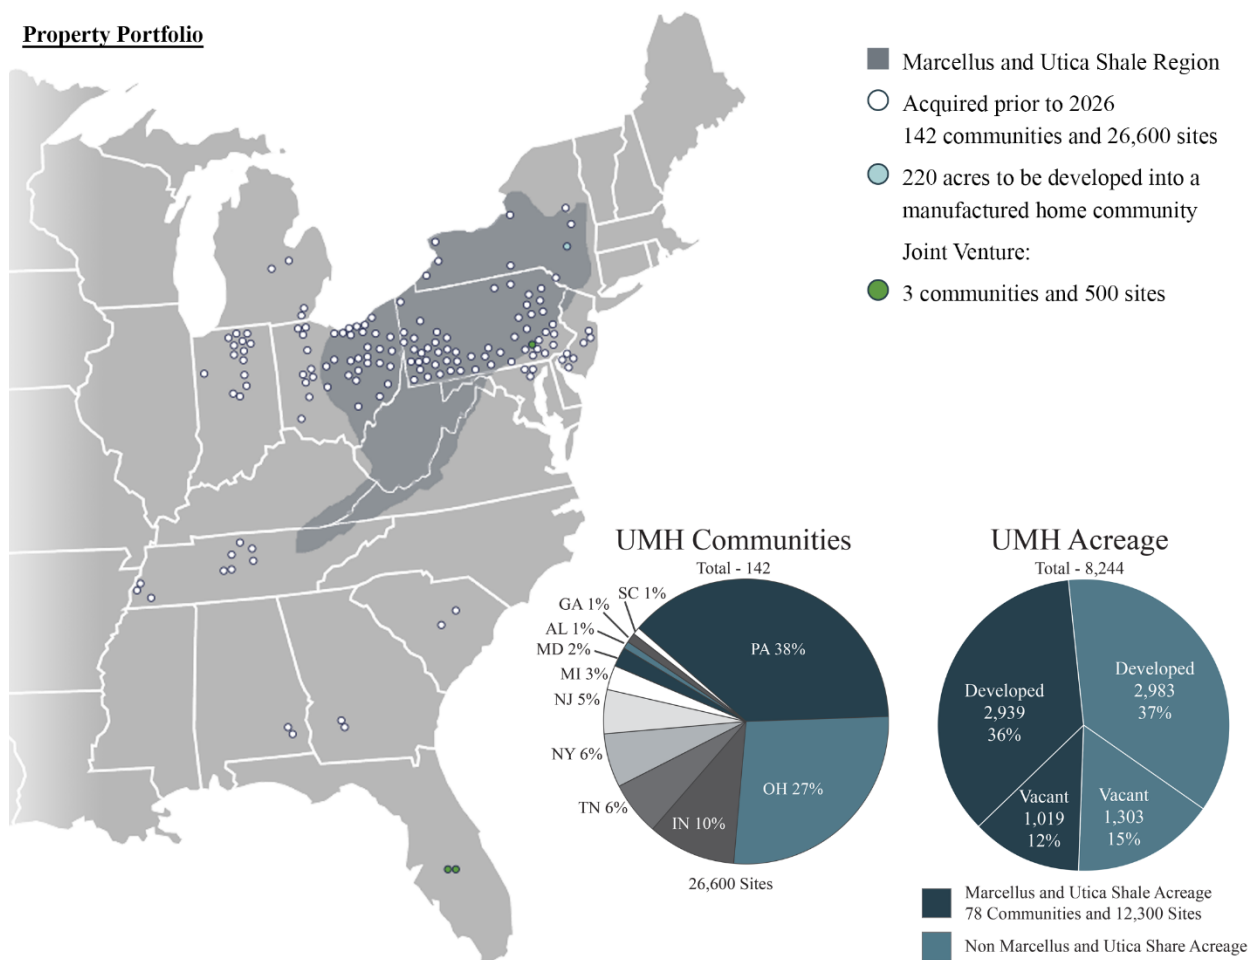 Property Portfolio
Marcellus and Utica Shale Region
Acquired prior to 2026
142 communities and 26,600 sites
220 acres to be developed into a
manufactured home community
Joint Venture:
3 communities and 500 sites
UMH Communities
Total - 142
SC 1%
GA 1%
AL 1%
MD 2%
MI 3%
NJ 5%
NY 6%
TN 6%
IN 10%
OH 27%
PA 38%
26,600 Sites
UMH Acreage
Total - 8,244
Developed
2,939
36%
Developed
2,983
37%
Vacant
1,019
12%
Vacant
1,303
15%
Marcellus and Utica Shale Acreage
78 Communities and 12,300 Sites
Non Marcellus and Utica Share Acreage